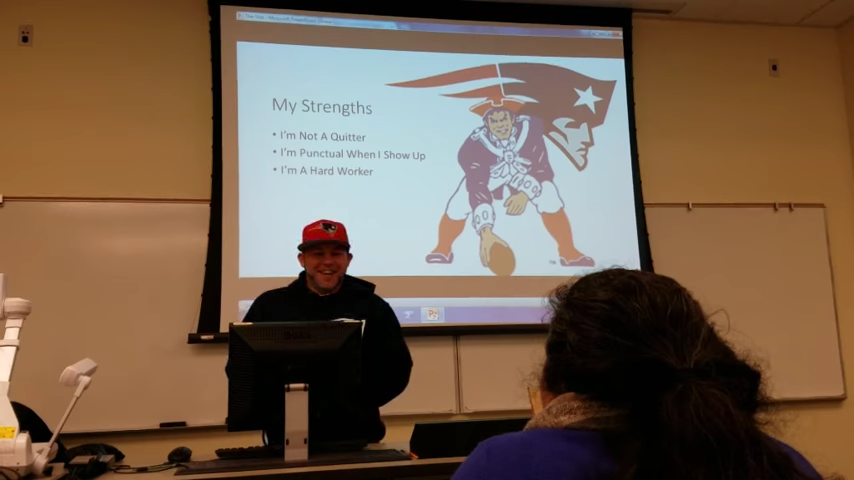 My Strengths
• I'm Not A Quitter
• I'm Punctual When I Show Up
• I'm A Hard Worker